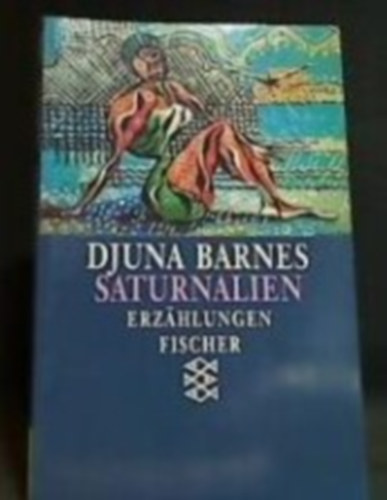 DJUNA BARNES
SATURNALIEN
ERZÄHLUNGEN
FISCHER